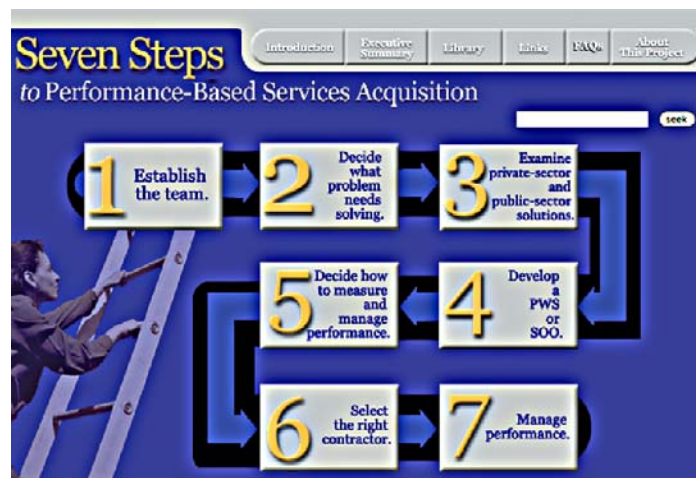 Seven Steps
to Performance-Based Services Acquisition
Introduction
Executive
Summary
Library
Links
FAQs
About
This Project
seek
1
Establish
the team.
2
Decide
what
problem
needs
solving.
3
Examine
private-sector
and
public-sector
solutions.
4
Develop
a
PWS
or
SOO.
5
Decide how
to measure
and
manage
performance.
6
Select
the right
contractor.
7
Manage
performance.